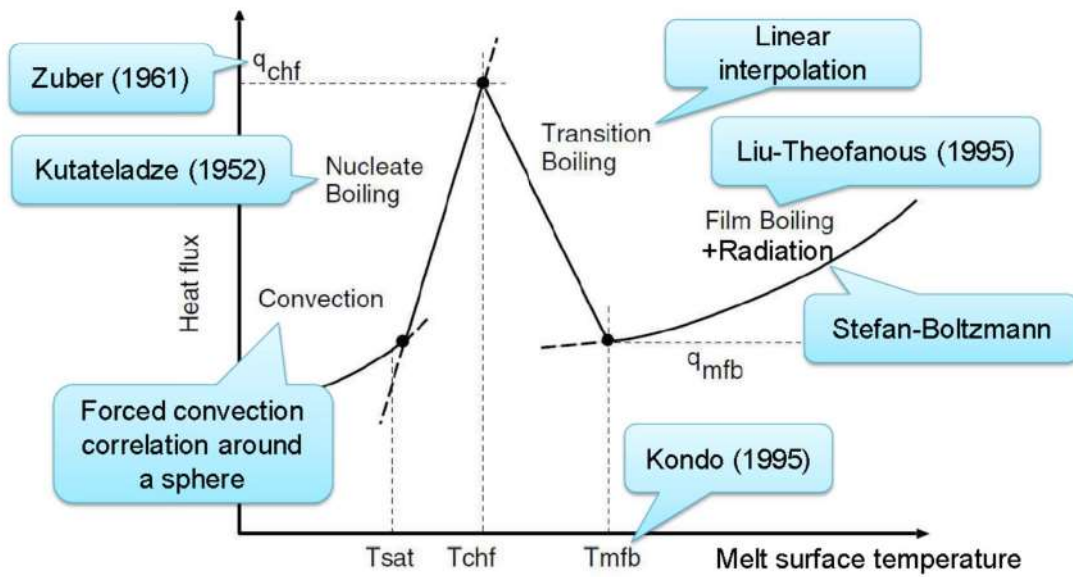 Zuber (1961)
q_chf
Linear
interpolation
Kutateladze (1952)
Nucleate
Boiling
Transition
Boiling
Liu-Theofanous (1995)
Film Boiling
+Radiation
Heat flux
Convection
Stefan-Boltzmann
q_mfb
Forced convection
correlation around
a sphere
Kondo (1995)
Tsat
Tchf
Tmfb
Melt surface temperature